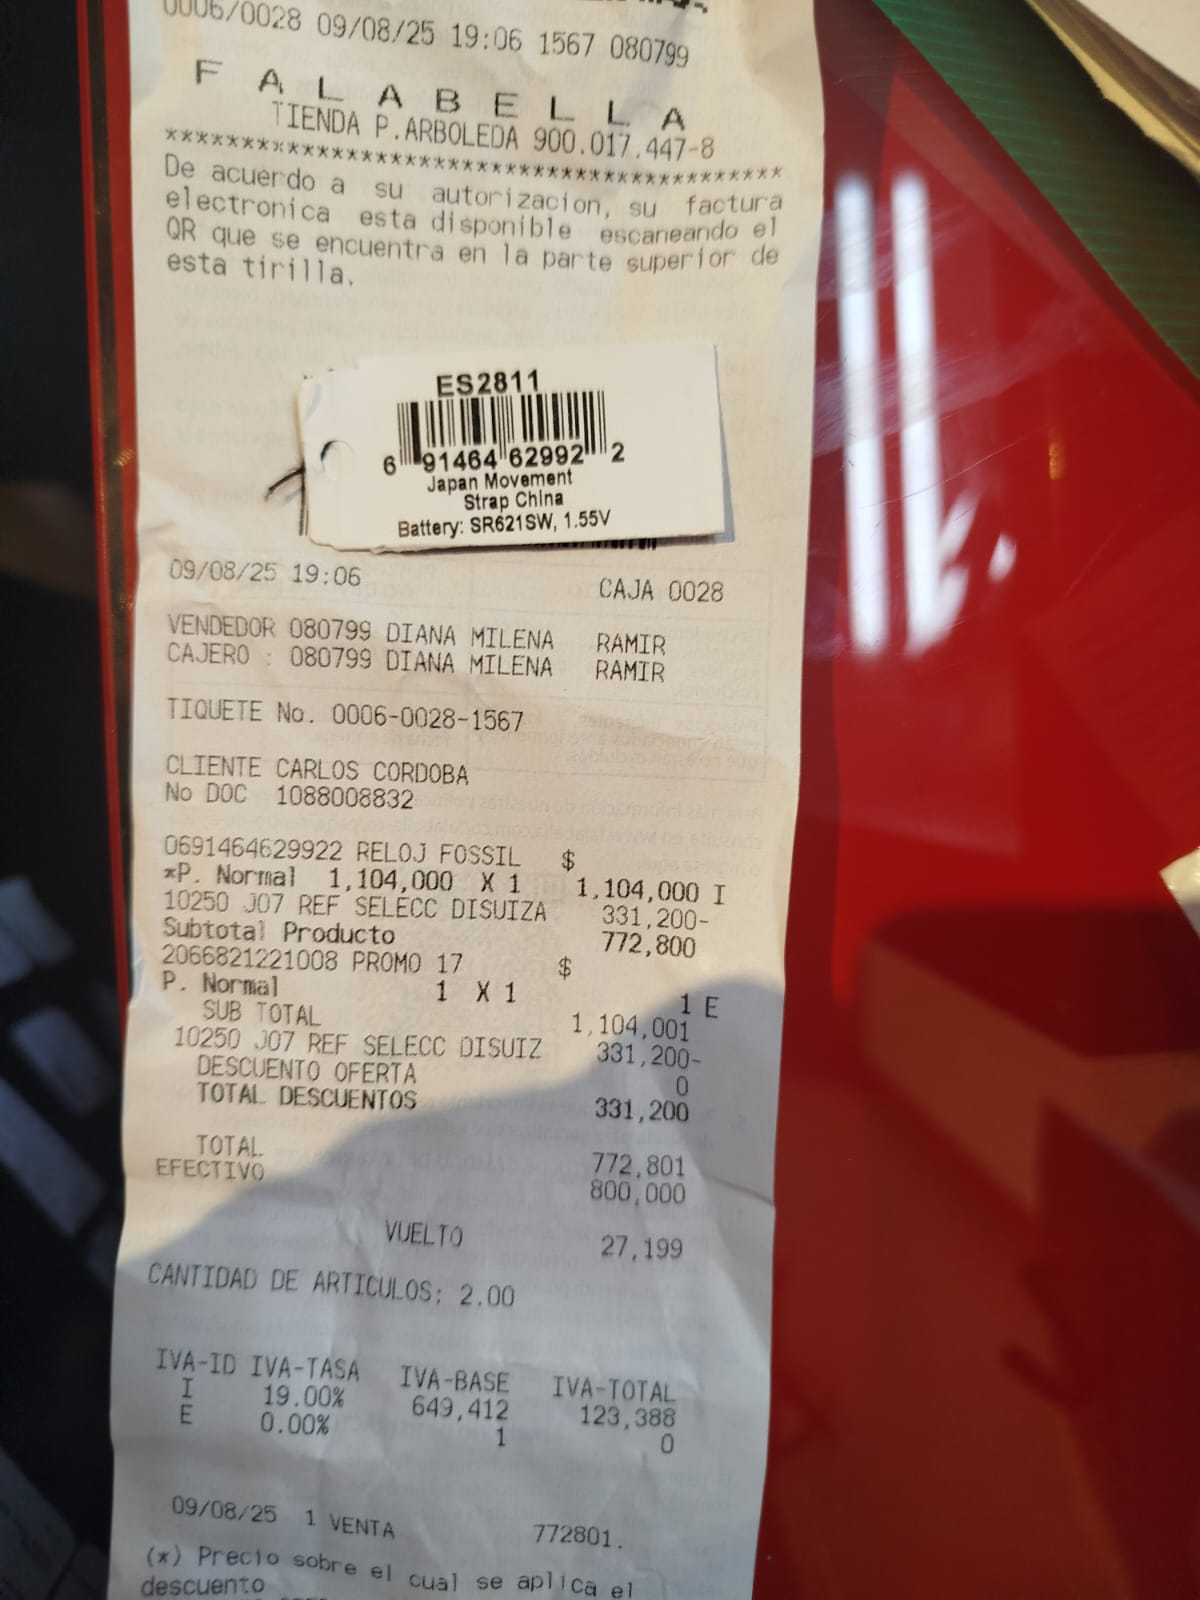 0006/0028 09/08/25 19:06 1567 080799
F A L A B E L L A
TIENDA P.ARBOLEDA 900.017.447-8
******************************************
De acuerdo a su autorizacion, su factura
electronica esta disponible escaneando el
QR que se encuentra en la parte superior de
esta tirilla.
ES2811
6 91464 62992 2
Japan Movement
Strap China
Battery: SR621SW, 1.55V
09/08/25 19:06 CAJA 0028
VENDEDOR 080799 DIANA MILENA RAMIR
CAJERO : 080799 DIANA MILENA RAMIR
TIQUETE No. 0006-0028-1567
CLIENTE CARLOS CORDOBA
No DOC 1088008832
0691464629922 RELOJ FOSSIL $
*P. Normal 1,104,000 X 1 1,104,000 I
10250 J07 REF SELECC DISUIZA 331,200-
Subtotal Producto 772,800
2066821221008 PROMO 17 $
P. Normal 1 X 1 1 E
SUB TOTAL 1,104,001
10250 J07 REF SELECC DISUIZ 331,200-
DESCUENTO OFERTA 0
TOTAL DESCUENTOS 331,200
TOTAL 772,801
EFECTIVO 800,000
VUELTO 27,199
CANTIDAD DE ARTICULOS: 2.00
IVA-ID IVA-TASA IVA-BASE IVA-TOTAL
I 19.00% 649,412 123,388
E 0.00% 1 0
09/08/25 1 VENTA 772801.
(*) Precio sobre el cual se aplica el
descuento